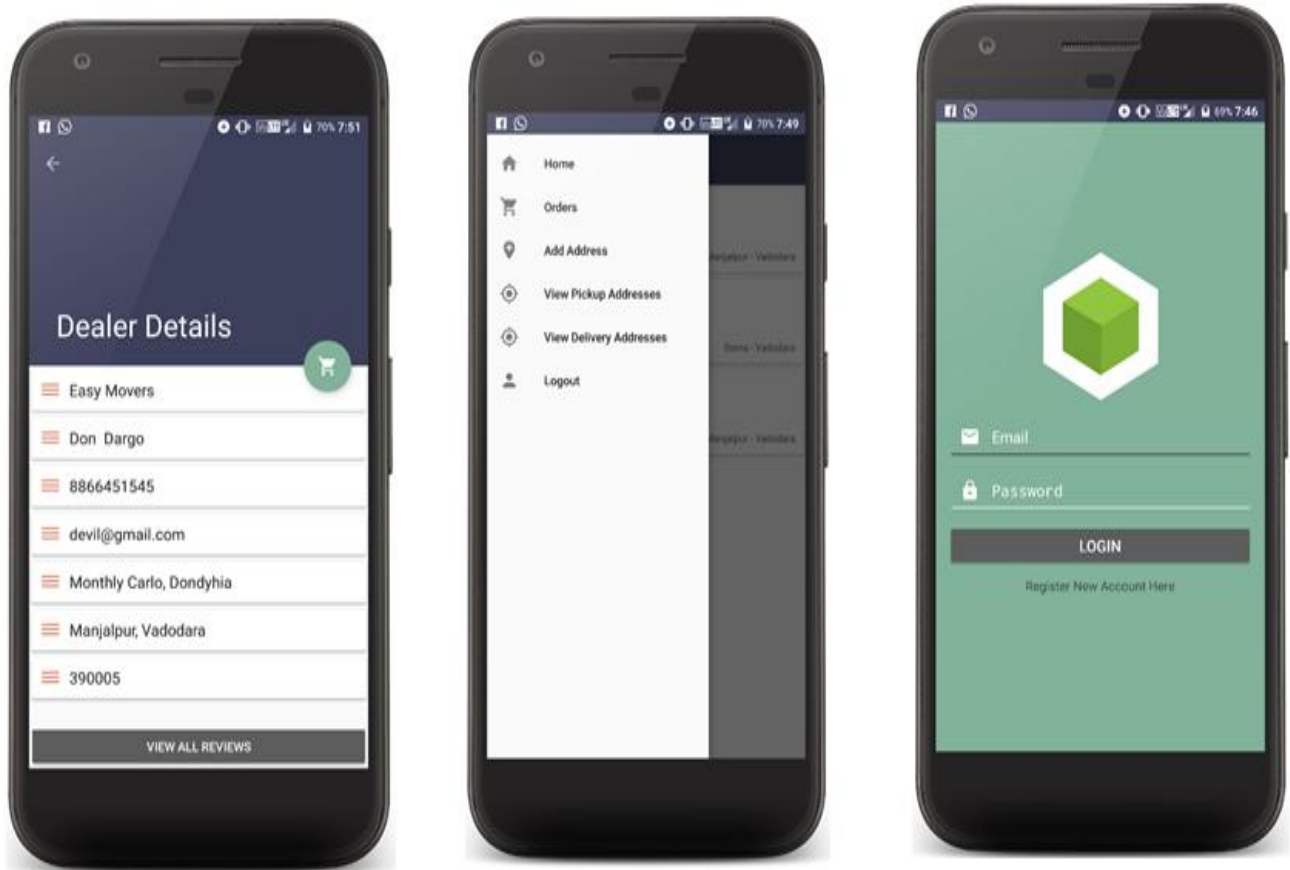 70% 7:51
Dealer Details
Easy Movers
Don Dargo
8866451545
devil@gmail.com
Monthly Carlo, Dondyhia
Manjalpur, Vadodara
390005
VIEW ALL REVIEWS
70% 7:49
Home
Orders
Add Address
Manjalpur - Vadodara
View Pickup Addresses
View Delivery Addresses
- Vadodara
Logout
Manjalpur - Vadodara
69% 7:46
Email
Password
LOGIN
Register New Account Here